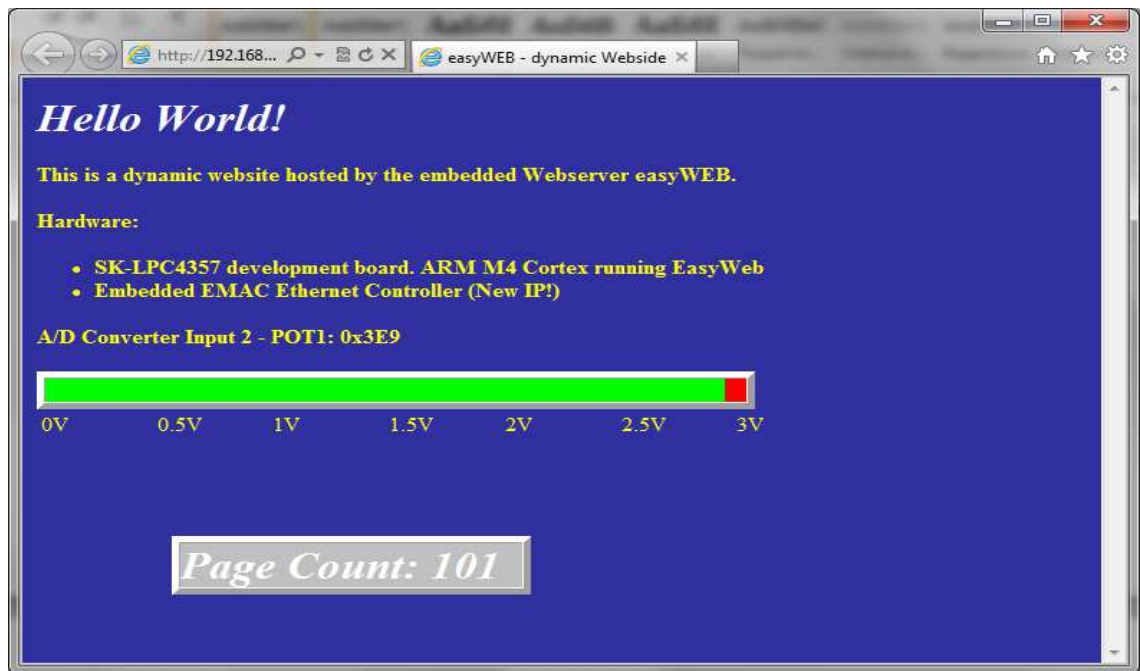 http://192.168...
easyWEB - dynamic Webside
Hello World!
This is a dynamic website hosted by the embedded Webserver easyWEB.
Hardware:
SK-LPC4357 development board. ARM M4 Cortex running EasyWeb
Embedded EMAC Ethernet Controller (New IP!)
A/D Converter Input 2 - POT1: 0x3E9
0V 0.5V 1V 1.5V 2V 2.5V 3V
Page Count: 101